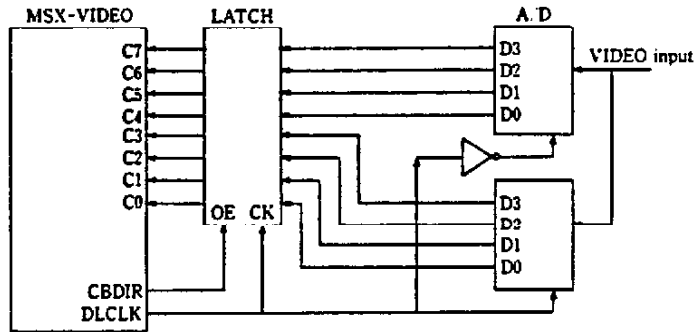 MSX-VIDEO LATCH A/D
C7 D3 VIDEO input
C6 D2
C5 D1
C4 D0
C3
C2
C1 D3
C0 D2
OE CK D1
D0
CBDIR
DLCLK